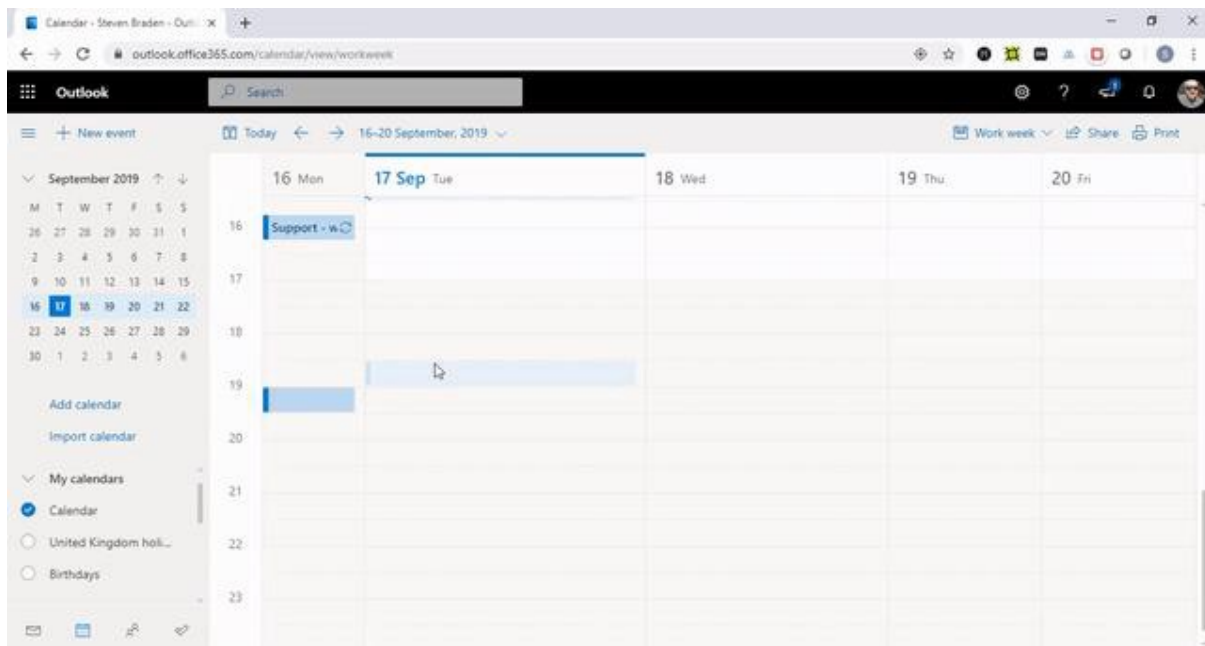 Calendar - Steven Braden - Outl
outlook.office365.com/calendar/view/workweek
Outlook
Search
New event
Today
16-20 September, 2019
Work week
Share
Print
September 2019
M T W T F S S
26 27 28 29 30 31 1
2 3 4 5 6 7 8
9 10 11 12 13 14 15
16 17 18 19 20 21 22
23 24 25 26 27 28 29
30 1 2 3 4 5 6
Add calendar
Import calendar
My calendars
Calendar
United Kingdom holi...
Birthdays
16 Mon
17 Sep Tue
18 Wed
19 Thu
20 Fri
16
Support - w
17
18
19
20
21
22
23